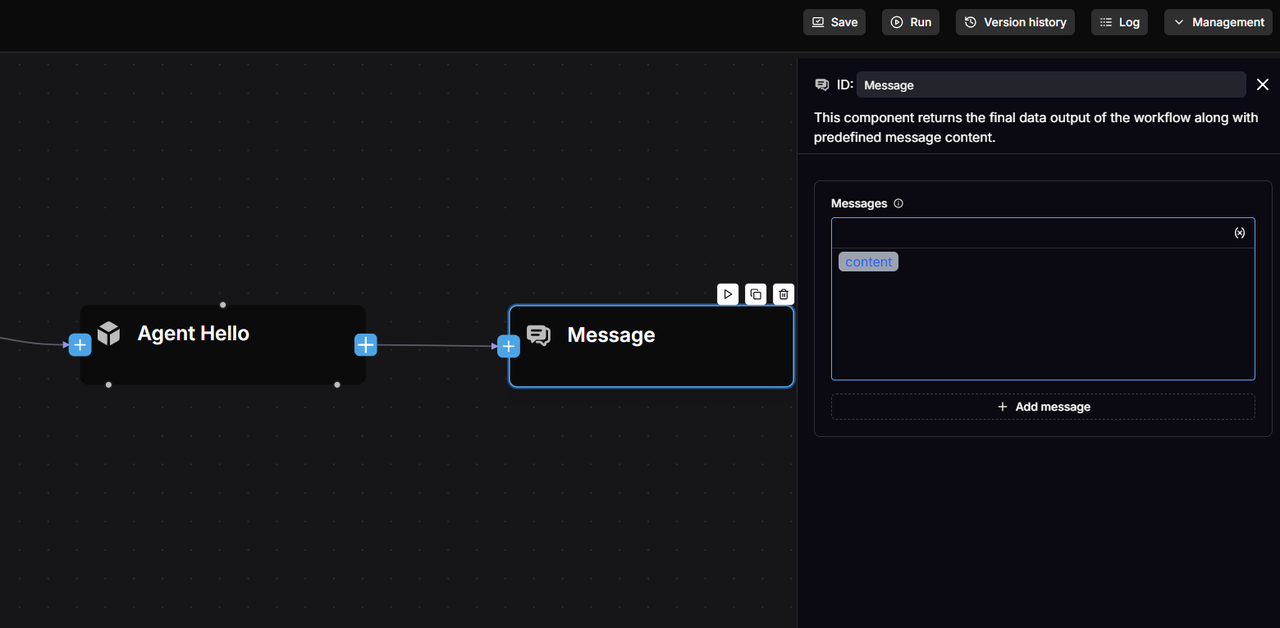 Save Run Version history Log Management
ID: Message
This component returns the final data output of the workflow along with
predefined message content.
Messages
(x)
content
Add message
Agent Hello
Message